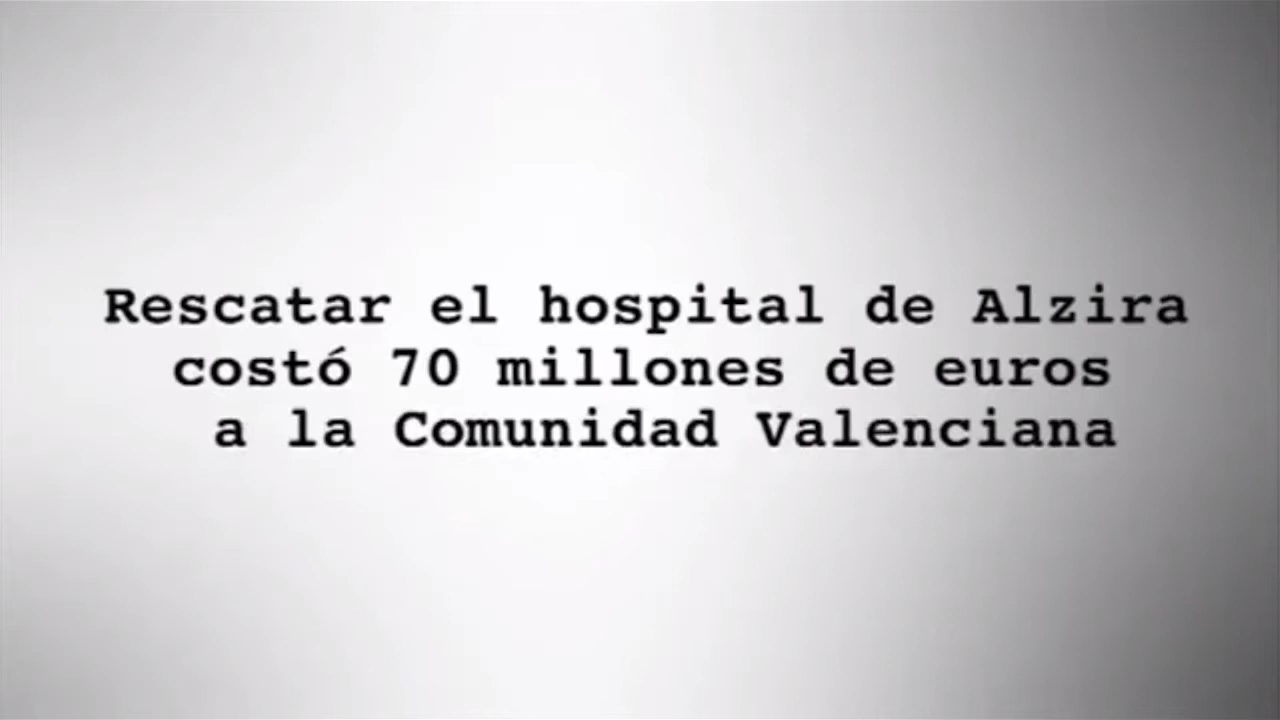 Rescatar el hospital de Alzira
costó 70 millones de euros
a la Comunidad Valenciana